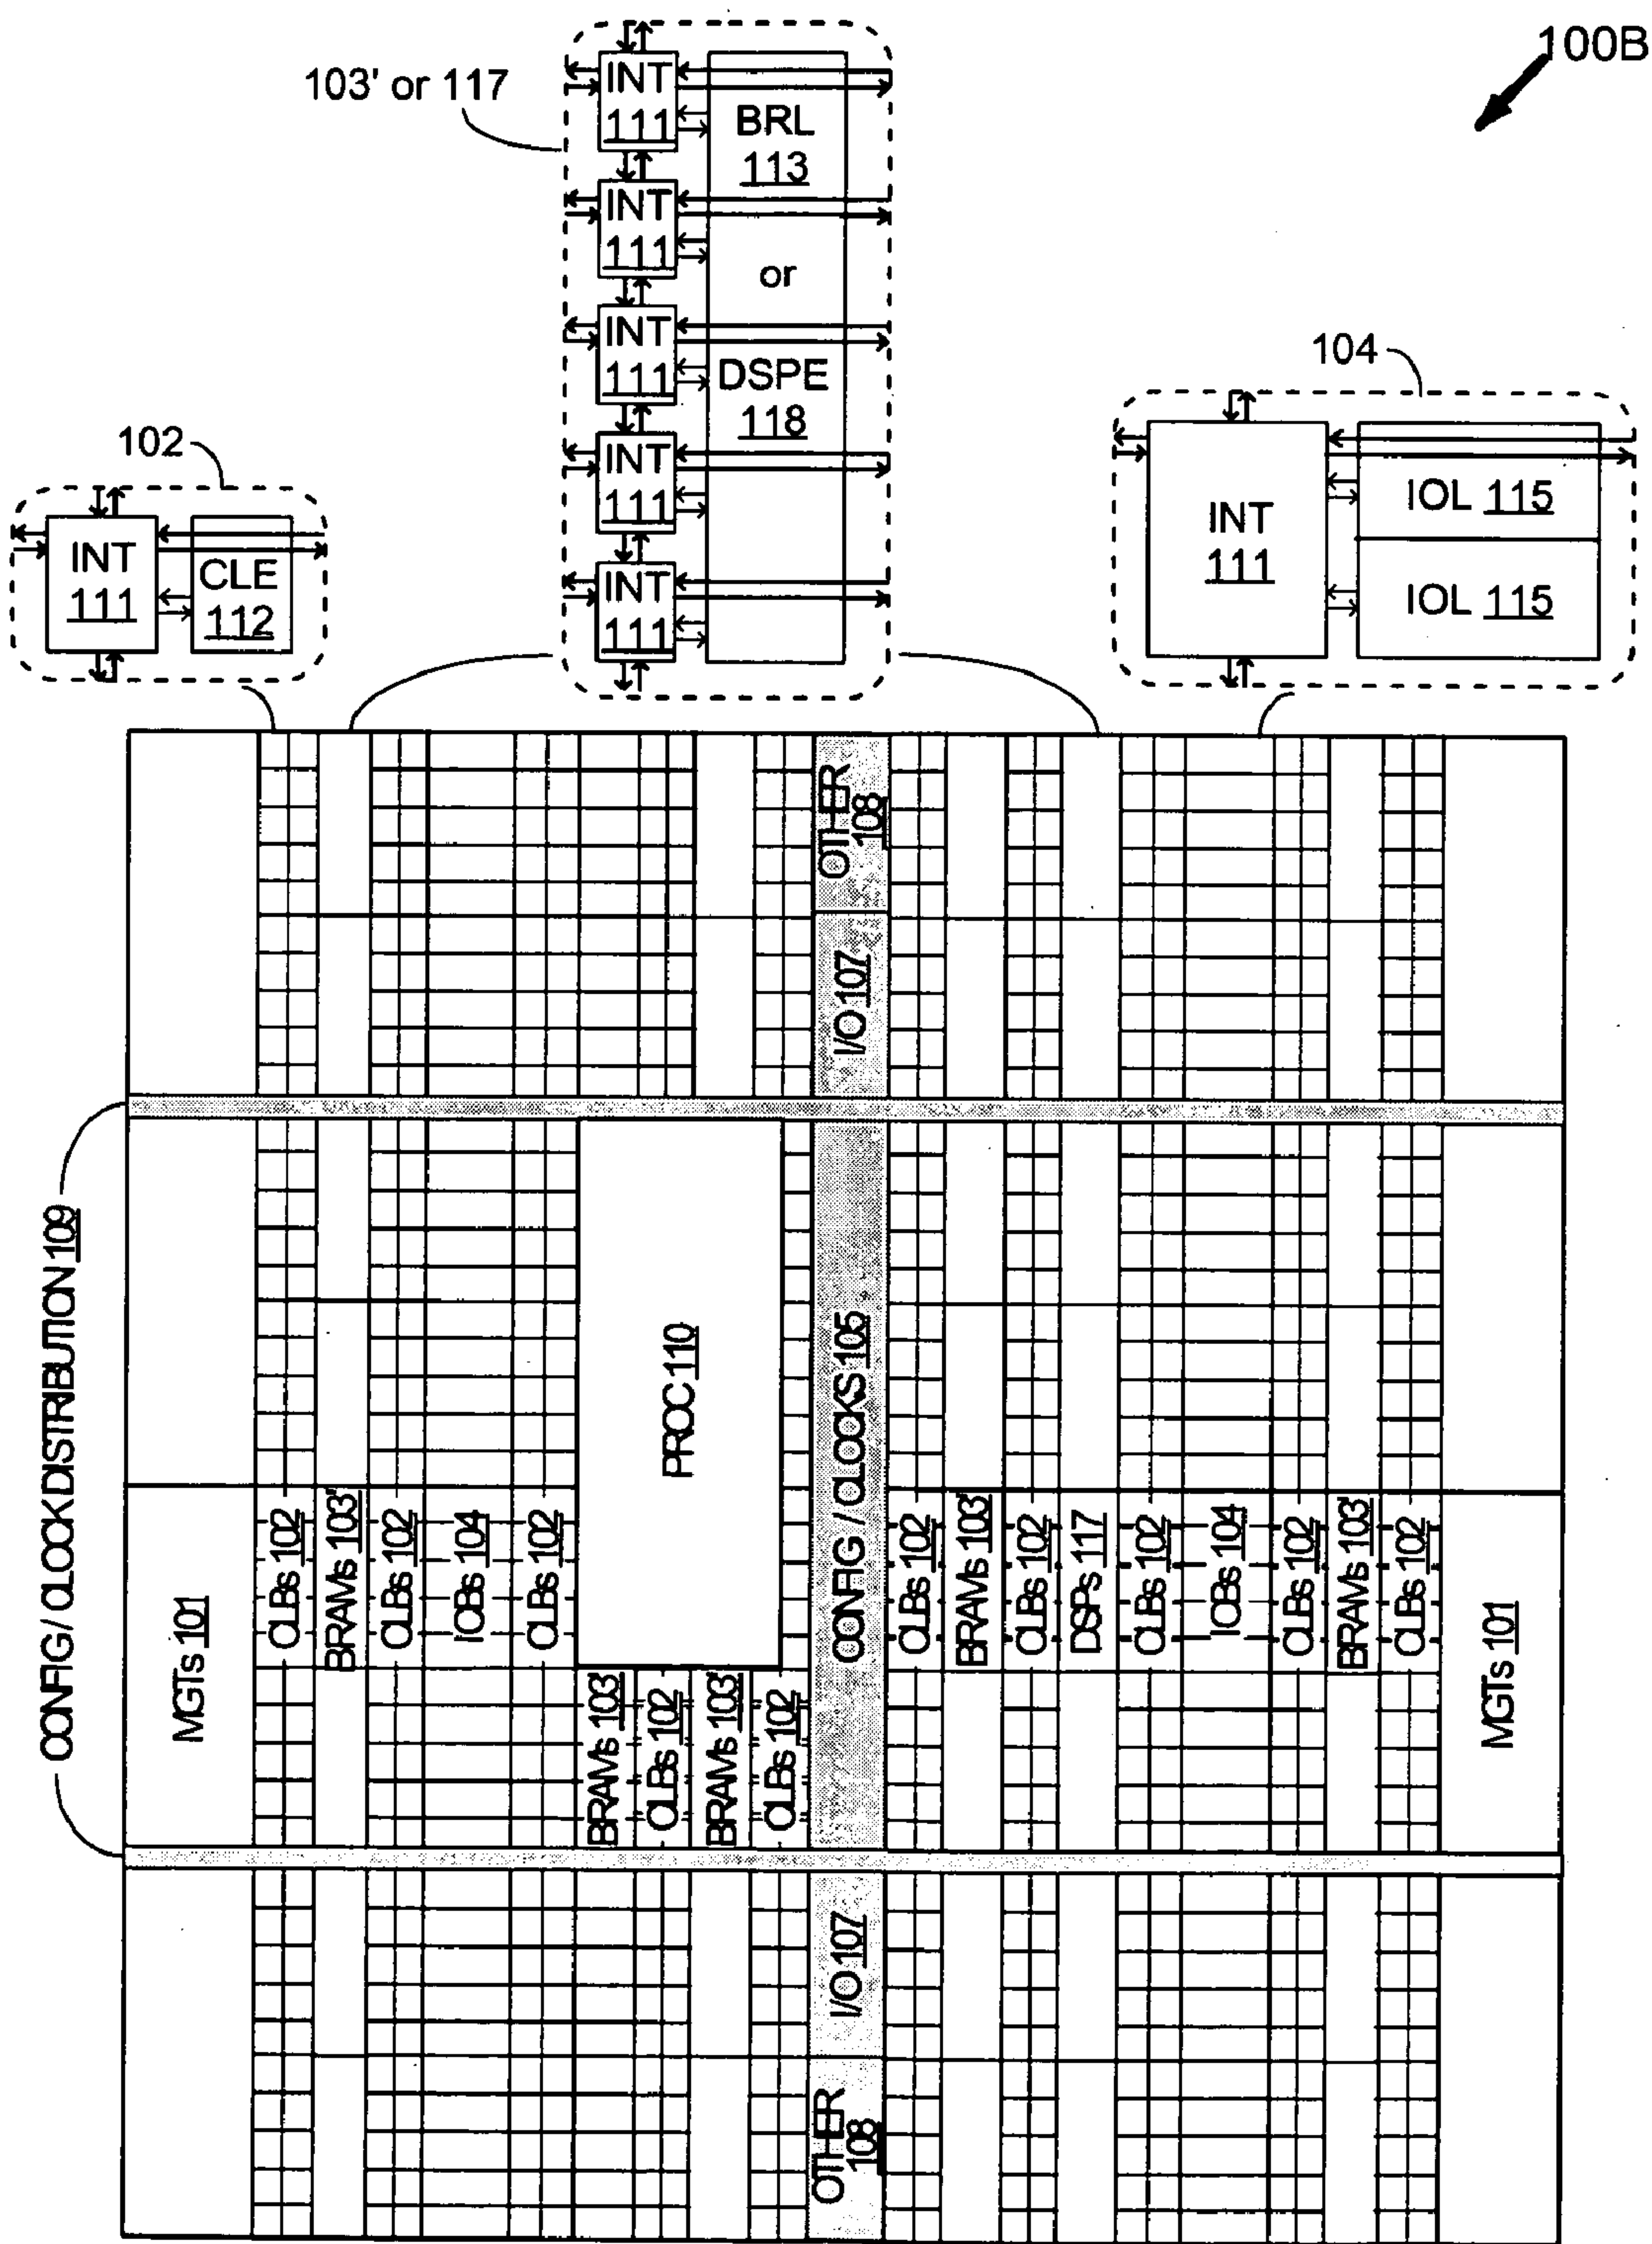 100B
103' or 117
INT
111
INT
111
INT
111
INT
111
INT
111
BRL
113
or
DSPE
118
102
INT
111
CLE
112
104
INT
111
IOL 115
IOL 115
OTHER
108
I/O 107
CONFIG / CLOCK DISTRIBUTION 109
PROC 110
CONFIG / CLOCKS 105
MGTs 101
CLBs 102
BRAMs 103'
CLBs 102
IOBs 104
CLBs 102
BRAMs 103'
CLBs 102
BRAMs 103'
CLBs 102
CLBs 102
BRAMs 103'
CLBs 102
DSPs 117
CLBs 102
IOBs 104
CLBs 102
BRAMs 103'
CLBs 102
MGTs 101
I/O 107
OTHER
108